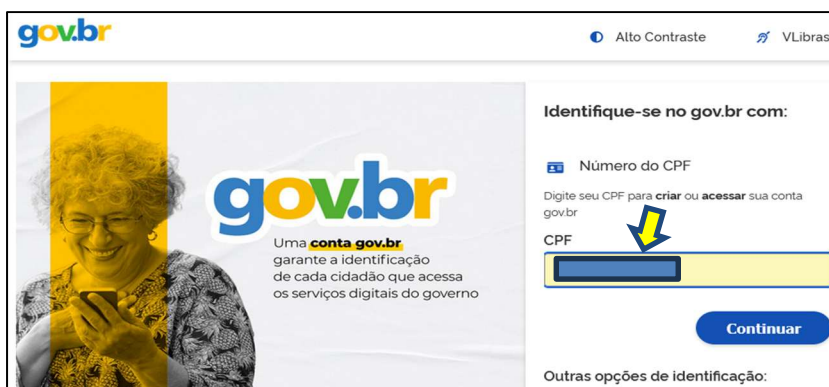 gov.br
Alto Contraste
VLibras
gov.br
Uma conta gov.br
garante a identificação
de cada cidadão que acessa
os serviços digitais do governo
Identifique-se no gov.br com:
Número do CPF
Digite seu CPF para criar ou acessar sua conta
gov.br
CPF
Continuar
Outras opções de identificação: